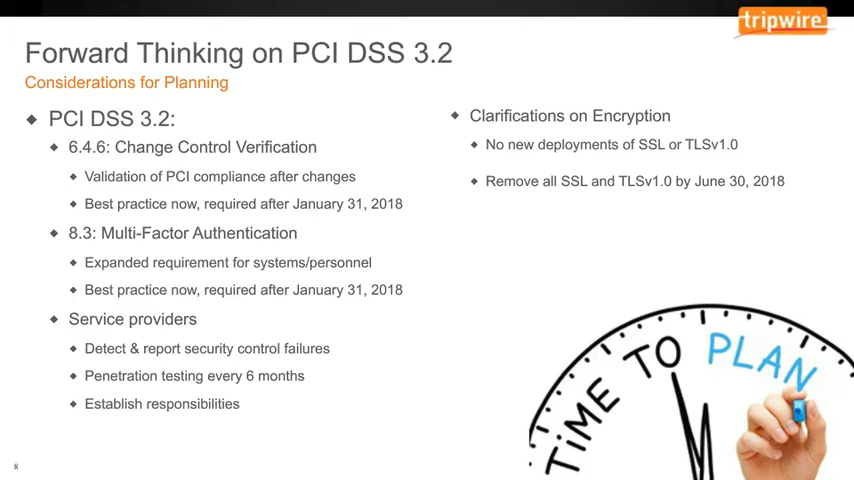 tripwire
Forward Thinking on PCI DSS 3.2
Considerations for Planning
PCI DSS 3.2:
6.4.6: Change Control Verification
Validation of PCI compliance after changes
Best practice now, required after January 31, 2018
8.3: Multi-Factor Authentication
Expanded requirement for systems/personnel
Best practice now, required after January 31, 2018
Service providers
Detect & report security control failures
Penetration testing every 6 months
Establish responsibilities
Clarifications on Encryption
No new deployments of SSL or TLSv1.0
Remove all SSL and TLSv1.0 by June 30, 2018
TiME TO PLAN
8